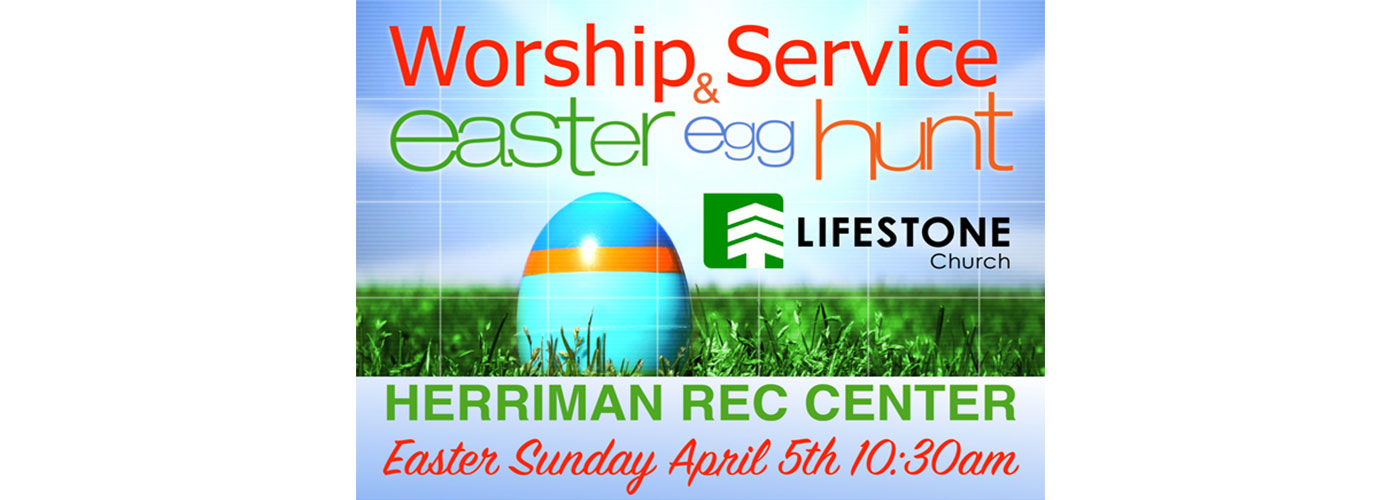 Worship & Service
easter egg hunt
LIFESTONE
Church
HERRIMAN REC CENTER
Easter Sunday April 5th 10:30am